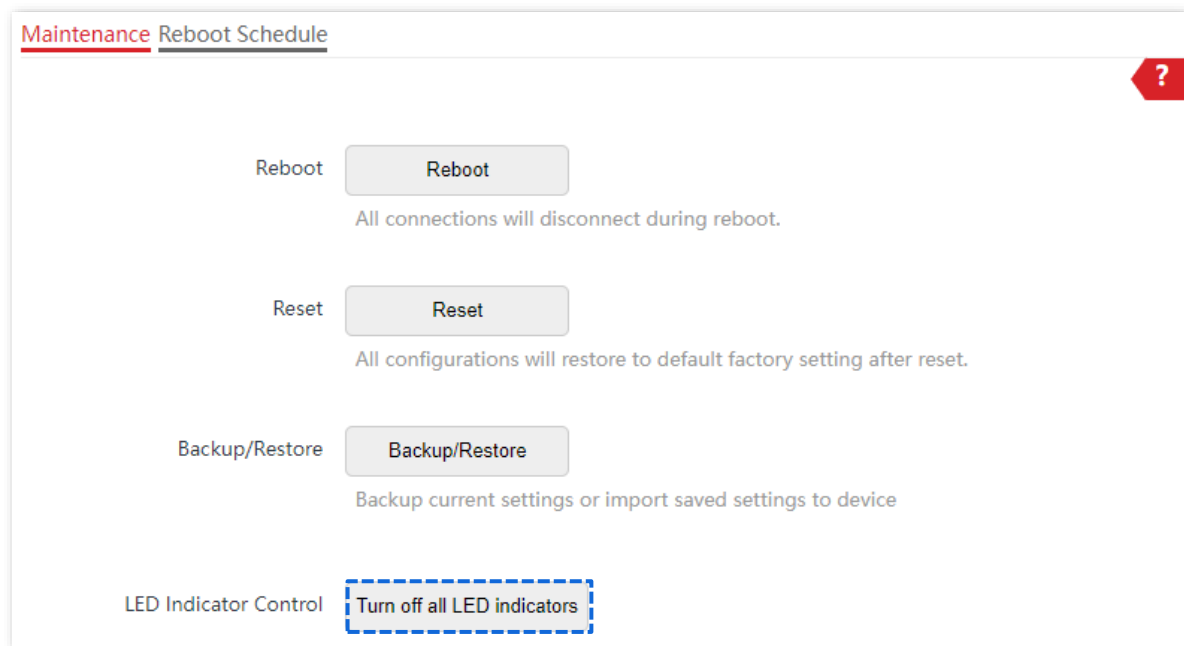 Maintenance Reboot Schedule
?
Reboot Reboot
All connections will disconnect during reboot.
Reset Reset
All configurations will restore to default factory setting after reset.
Backup/Restore Backup/Restore
Backup current settings or import saved settings to device
LED Indicator Control Turn off all LED indicators